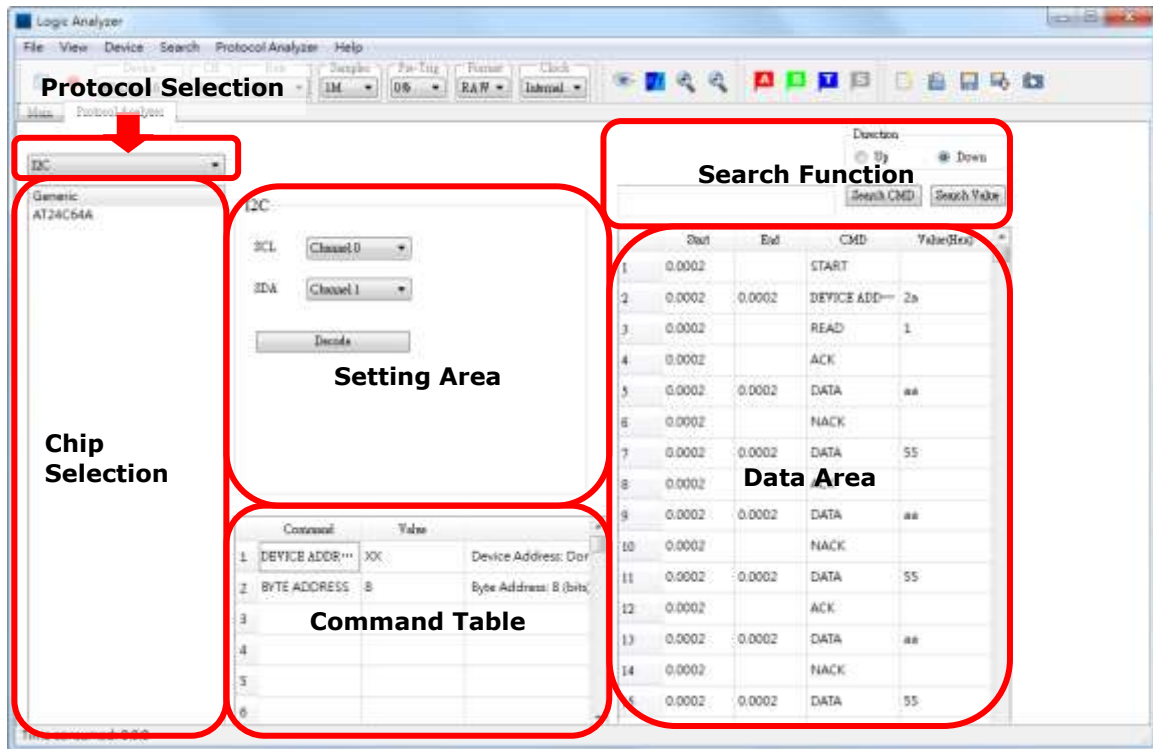 Logic Analyzer
File View Device Search Protocol Analyzer Help
Samples Pre-Trig Format Clock
1M 0% RAW Internal
A T B
Protocol Selection
Main Protocol Analyzer
I2C
Generic
AT24C64A
Chip
Selection
I2C
SCL Channel 0
SDA Channel 1
Decode
Setting Area
Command Value
1 DEVICE ADDR··· XX Device Address: Don
2 BYTE ADDRESS 8 Byte Address: 8 (bits)
3
4
5
6
Command Table
Direction
Up Down
Search Function
Search CMD Search Value
Start End CMD Value(Hex)
1 0.0002 START
2 0.0002 0.0002 DEVICE ADD··· 2a
3 0.0002 READ 1
4 0.0002 ACK
5 0.0002 0.0002 DATA aa
6 0.0002 NACK
7 0.0002 0.0002 DATA 55
8 0.0002
Data Area
9 0.0002 0.0002 DATA aa
10 0.0002 NACK
11 0.0002 0.0002 DATA 55
12 0.0002 ACK
13 0.0002 0.0002 DATA aa
14 0.0002 NACK
15 0.0002 0.0002 DATA 55